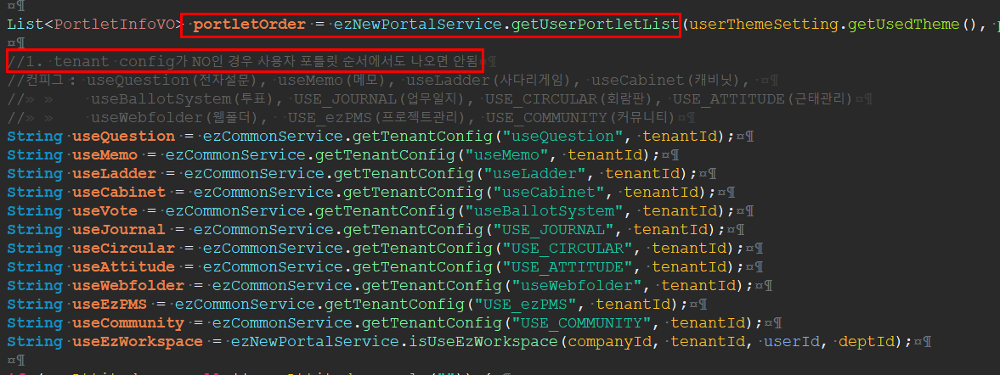 List<PortletInfoVO> portletOrder = ezNewPortalService.getUserPortletList(userThemeSetting.getUsedTheme(),
//1. tenant config가 NO인 경우 사용자 포틀릿 순서에서도 나오면 안됨
//컨피그 : useQuestion(전자설문), useMemo(메모), useLadder(사다리게임), useCabinet(캐비닛),
// useBallotSystem(투표), USE_JOURNAL(업무일지), USE_CIRCULAR(회람판), USE_ATTITUDE(근태관리)
// useWebfolder(웹폴더), USE_ezPMS(프로젝트관리), USE_COMMUNITY(커뮤니티)
String useQuestion = ezCommonService.getTenantConfig("useQuestion", tenantId);
String useMemo = ezCommonService.getTenantConfig("useMemo", tenantId);
String useLadder = ezCommonService.getTenantConfig("useLadder", tenantId);
String useCabinet = ezCommonService.getTenantConfig("useCabinet", tenantId);
String useVote = ezCommonService.getTenantConfig("useBallotSystem", tenantId);
String useJournal = ezCommonService.getTenantConfig("USE_JOURNAL", tenantId);
String useCircular = ezCommonService.getTenantConfig("USE_CIRCULAR", tenantId);
String useAttitude = ezCommonService.getTenantConfig("USE_ATTITUDE", tenantId);
String useWebfolder = ezCommonService.getTenantConfig("useWebfolder", tenantId);
String useEzPMS = ezCommonService.getTenantConfig("USE_ezPMS", tenantId);
String useCommunity = ezCommonService.getTenantConfig("USE_COMMUNITY", tenantId);
String useEzWorkspace = ezNewPortalService.isUseEzWorkspace(companyId, tenantId, userId, deptId);